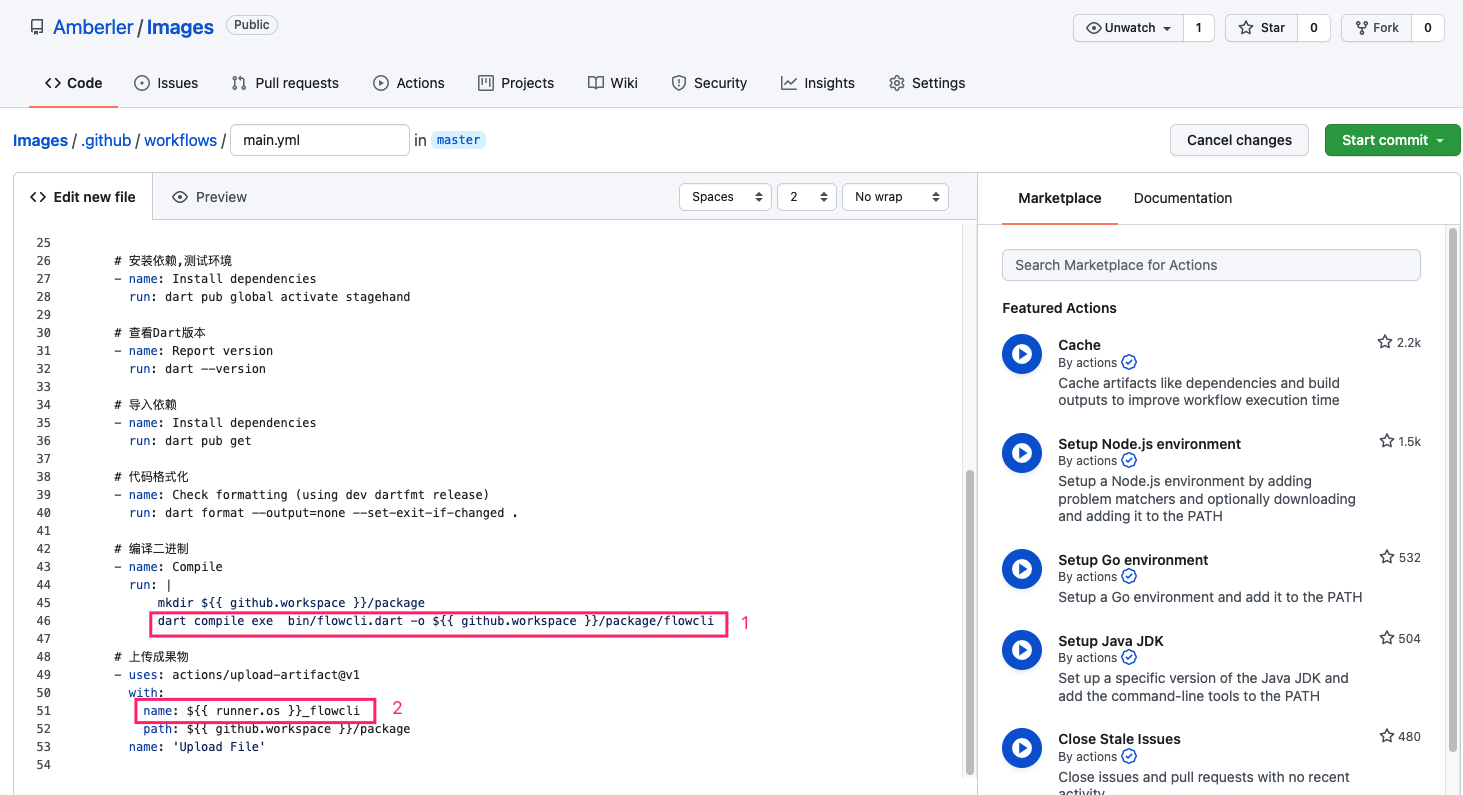 Amberler / Images Public
Unwatch 1 Star 0 Fork 0
Code Issues Pull requests Actions Projects Wiki Security Insights Settings
Images / .github / workflows / main.yml in master
Cancel changes Start commit
Edit new file Preview Spaces 2 No wrap
25
26 # 安装依赖,测试环境
27 - name: Install dependencies
28 run: dart pub global activate stagehand
29
30 # 查看Dart版本
31 - name: Report version
32 run: dart --version
33
34 # 导入依赖
35 - name: Install dependencies
36 run: dart pub get
37
38 # 代码格式化
39 - name: Check formatting (using dev dartfmt release)
40 run: dart format --output=none --set-exit-if-changed .
41
42 # 编译二进制
43 - name: Compile
44 run: |
45 mkdir ${{ github.workspace }}/package
46 dart compile exe  bin/flowcli.dart -o ${{ github.workspace }}/package/flowcli 1
47
48 # 上传成果物
49 - uses: actions/upload-artifact@v1
50 with:
51 name: ${{ runner.os }}_flowcli 2
52 path: ${{ github.workspace }}/package
53 name: 'Upload File'
54
Marketplace Documentation
Search Marketplace for Actions
Featured Actions
Cache 2.2k
By actions
Cache artifacts like dependencies and build
outputs to improve workflow execution time
Setup Node.js environment 1.5k
By actions
Setup a Node.js environment by adding
problem matchers and optionally downloading
and adding it to the PATH
Setup Go environment 532
By actions
Setup a Go environment and add it to the PATH
Setup Java JDK 504
By actions
Set up a specific version of the Java JDK and
add the command-line tools to the PATH
Close Stale Issues 480
By actions
Close issues and pull requests with no recent
activity